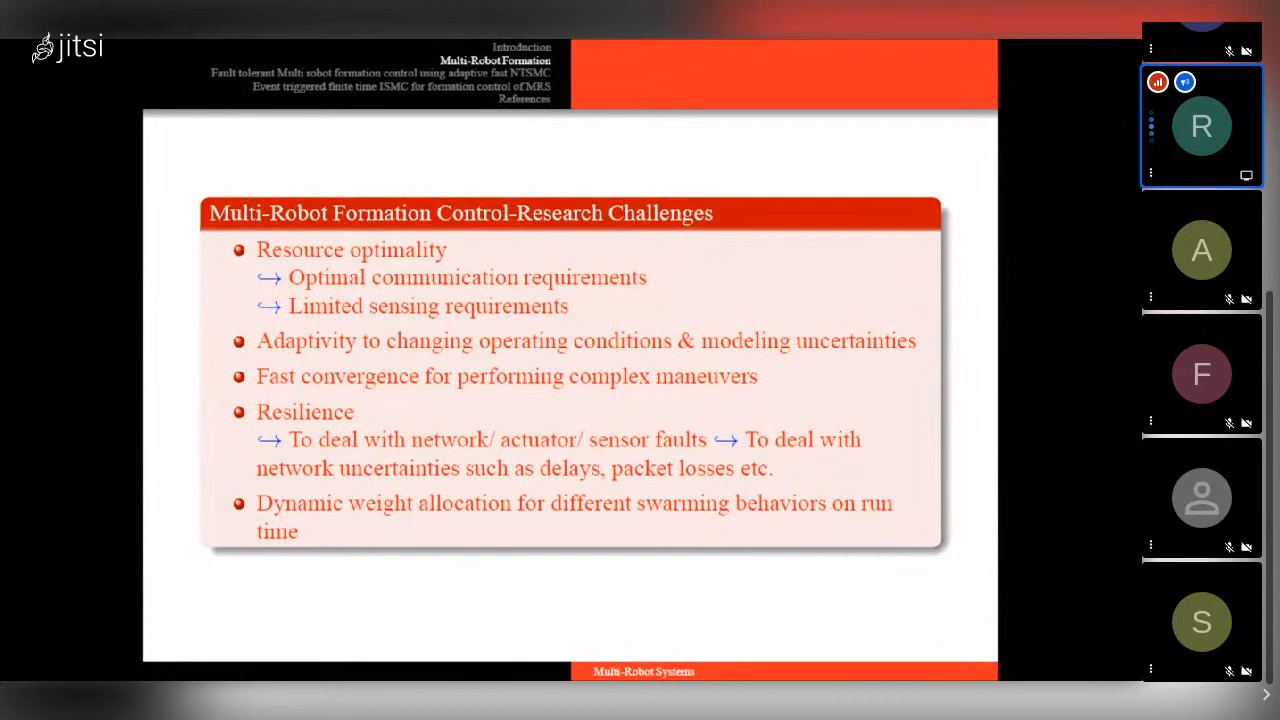 jitsi
Introduction
Multi-Robot Formation
Fault tolerant Multi robot formation control using adaptive fast NTSMC
Event triggered finite time ISMC for formation control of MRS
References
Multi-Robot Formation Control-Research Challenges
Resource optimality
↪ Optimal communication requirements
↪ Limited sensing requirements
Adaptivity to changing operating conditions & modeling uncertainties
Fast convergence for performing complex maneuvers
Resilience
↪ To deal with network/ actuator/ sensor faults ↪ To deal with
network uncertainties such as delays, packet losses etc.
Dynamic weight allocation for different swarming behaviors on run
time
Multi-Robot Systems
R
A
F
S